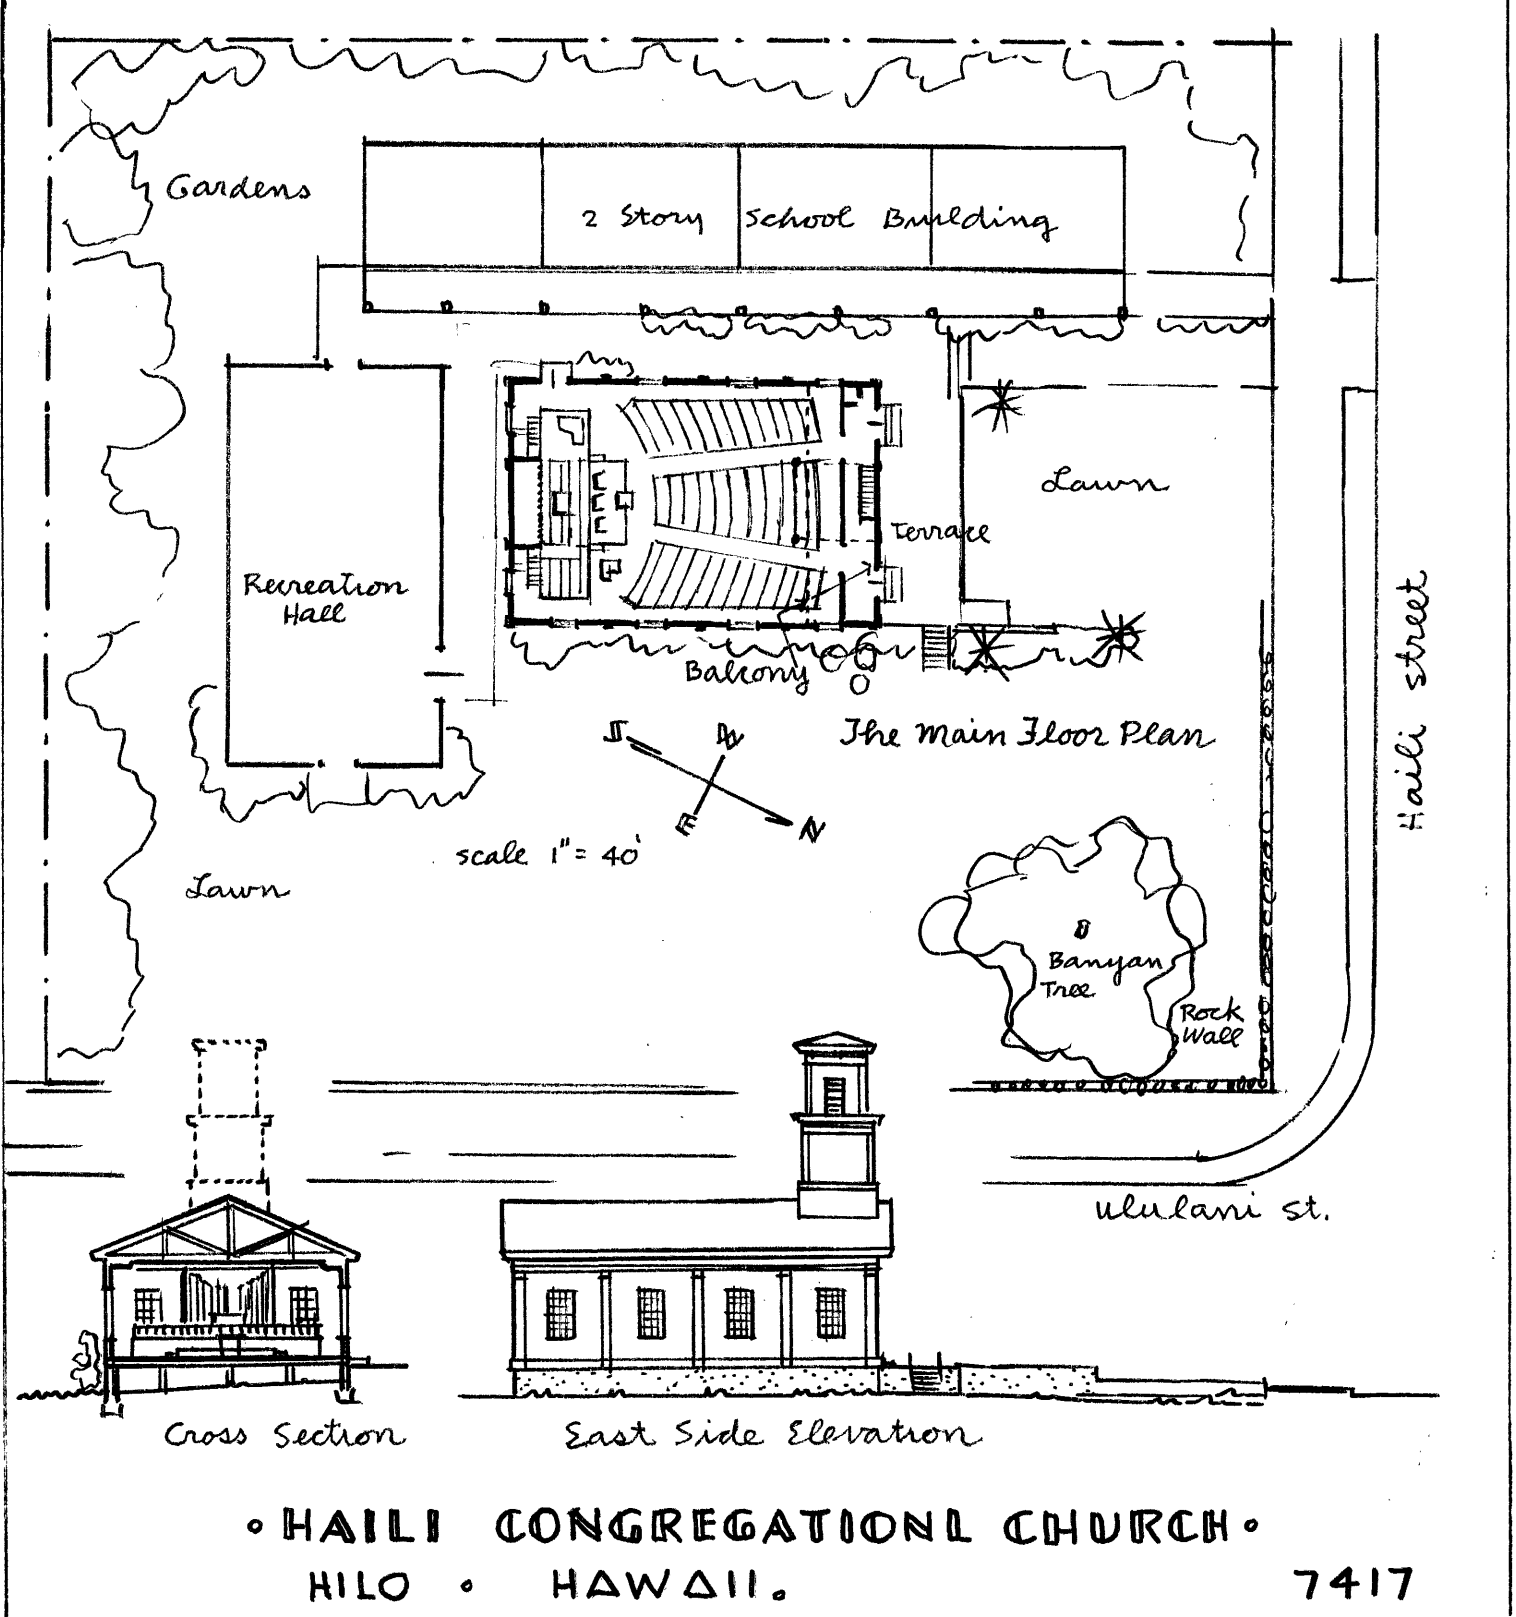 Gardens
2 Story School Building
Lawn
Terrace
Recreation
Hall
Balcony
The Main Floor Plan
S
W
E
N
scale 1"= 40'
Lawn
Banyan
Tree
Rock
Wall
Haili street
ululani st.
Cross Section
East Side Elevation
• HAILI CONGREGATIONL CHURCH •
HILO • HAWAII.
7417